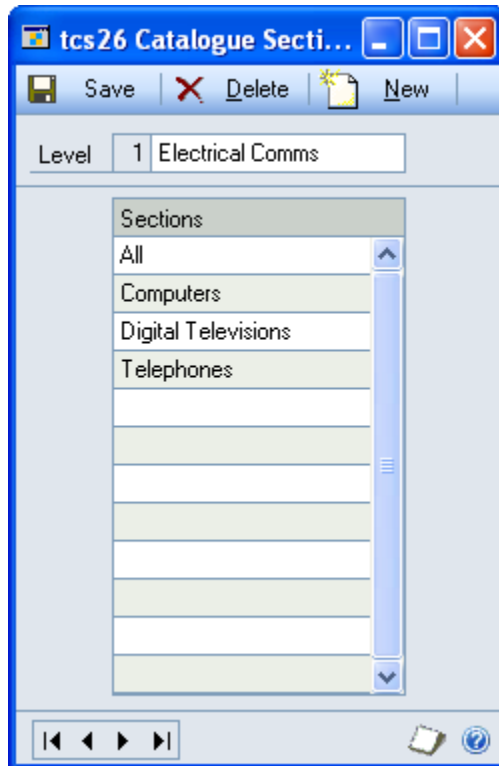 tcs26 Catalogue Secti...
Save Delete New
Level 1 Electrical Comms
Sections
All
Computers
Digital Televisions
Telephones